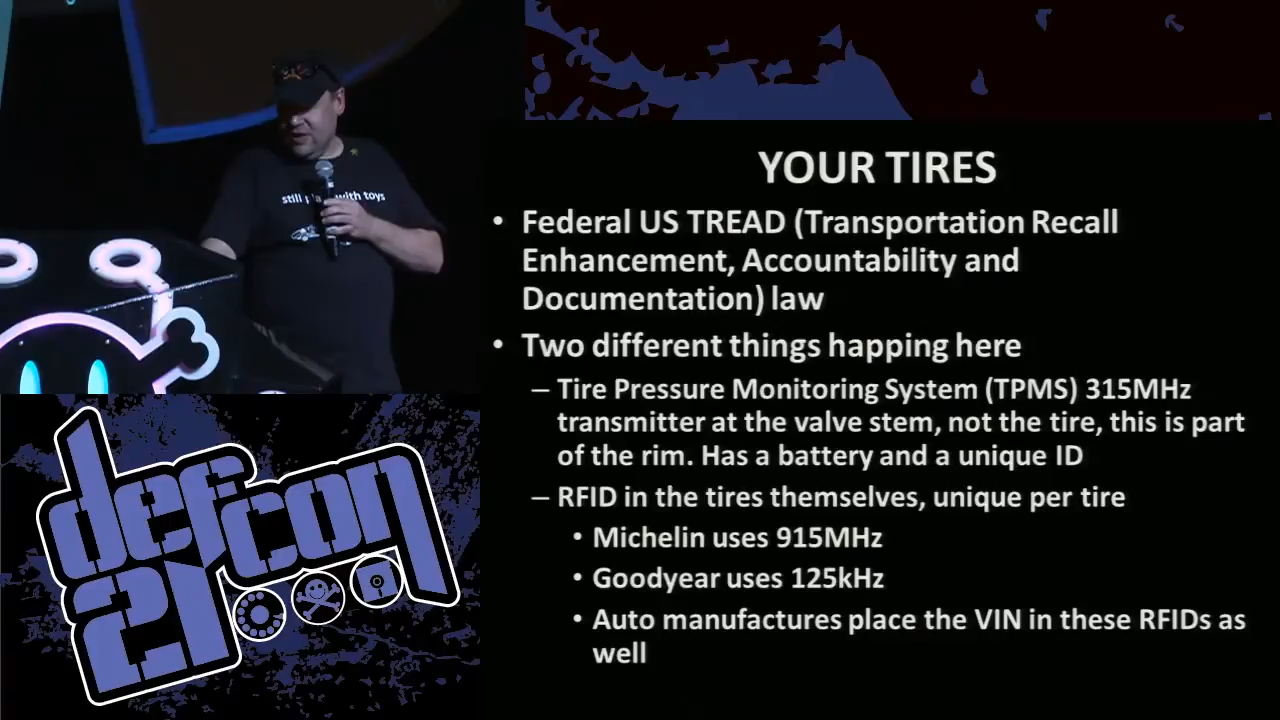 YOUR TIRES
• Federal US TREAD (Transportation Recall
Enhancement, Accountability and
Documentation) law
• Two different things happing here
– Tire Pressure Monitoring System (TPMS) 315MHz
transmitter at the valve stem, not the tire, this is part
of the rim. Has a battery and a unique ID
– RFID in the tires themselves, unique per tire
• Michelin uses 915MHz
• Goodyear uses 125kHz
• Auto manufactures place the VIN in these RFIDs as
well
still with toys
defcon
21